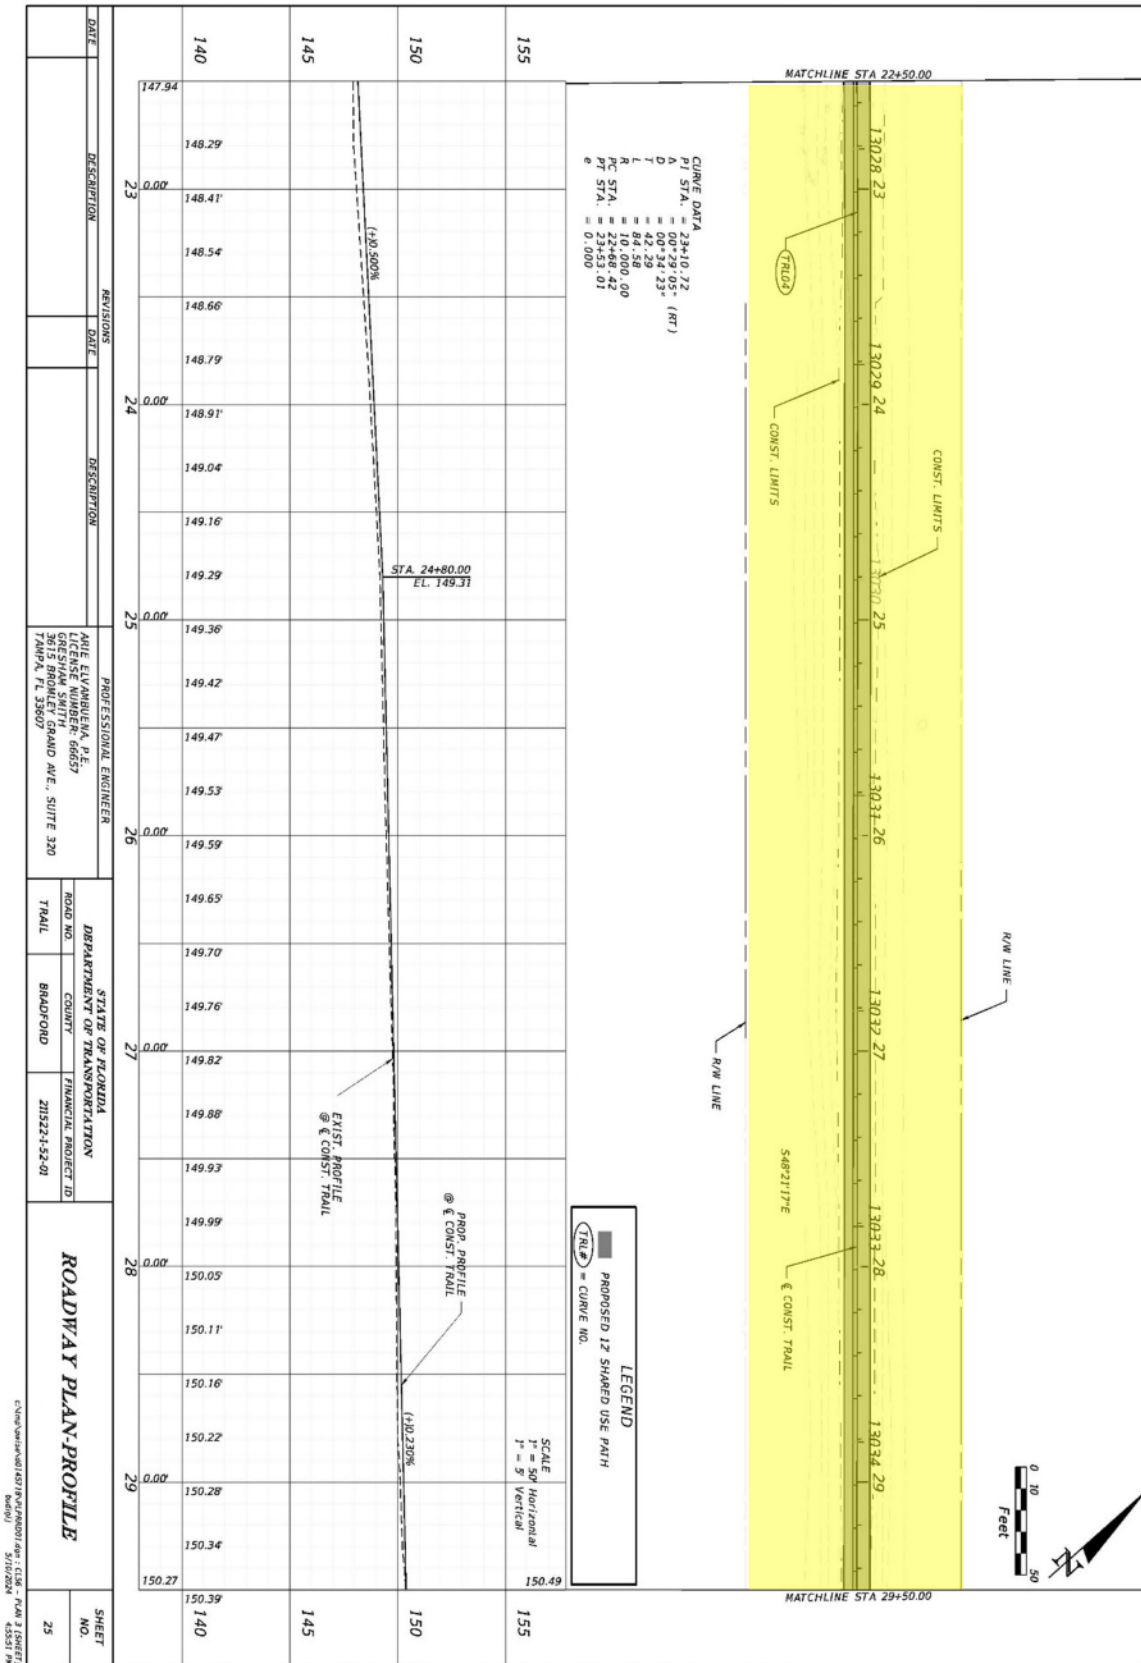 MATCHLINE STA 22+50.00
13028 23
13029 24
13030 25
13031 26
13032 27
13033 28
13034 29
TRL04
CONST. LIMITS
CONST. LIMITS
R/W LINE
R/W LINE
S48°21'17"E
℄ CONST. TRAIL
MATCHLINE STA 29+50.00
0 10 50
Feet
N
CURVE DATA
PI STA. = 23+10.72
Δ = 00°29'05" (RT)
D = 00°34'23"
T = 42.29
L = 84.58
R = 10,000.00
PC STA. = 22+68.42
PT STA. = 23+53.01
e = 0.000
LEGEND
PROPOSED 12' SHARED USE PATH
TRL# = CURVE NO.
SCALE
1" = 50' Horizontal
1" = 5' Vertical
155
155
150
150
145
145
140
140
(+)0.500%
STA. 24+80.00
EL. 149.31
PROP. PROFILE
@ ℄ CONST. TRAIL
EXIST. PROFILE
@ ℄ CONST. TRAIL
(+)0.230%
150.49
147.94
148.29'
148.41'
148.54'
148.66'
148.79'
148.91'
149.04'
149.16'
149.29'
149.36'
149.42'
149.47'
149.53'
149.59'
149.65'
149.70'
149.76'
149.82'
149.88'
149.93'
149.99'
150.05'
150.11'
150.16'
150.22'
150.28'
150.34'
150.39'
150.27
0.00' 0.00' 0.00' 0.00' 0.00' 0.00' 0.00'
23 24 25 26 27 28 29
REVISIONS
DATE DESCRIPTION DATE DESCRIPTION
PROFESSIONAL ENGINEER
ARIE ELVAMBUENA, P.E.
LICENSE NUMBER: 66657
GRESHAM SMITH
3615 BROMLEY GRAND AVE., SUITE 320
TAMPA, FL 33607
STATE OF FLORIDA
DEPARTMENT OF TRANSPORTATION
ROAD NO. COUNTY FINANCIAL PROJECT ID
TRAIL BRADFORD 211522-1-52-01
ROADWAY PLAN-PROFILE
SHEET
NO.
25
5/10/2024 4:55:51 PM